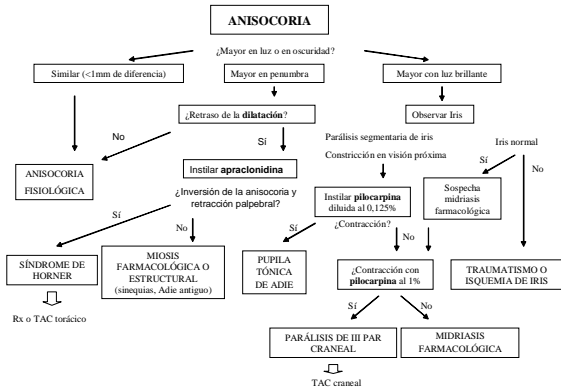 ANISOCORIA
¿Mayor en luz o en oscuridad?
Similar (<1mm de diferencia)
Mayor en penumbra
Mayor con luz brillante
¿Retraso de la dilatación?
Observar Iris
No
Sí
Parálisis segmentaria de iris
Constricción en visión próxima
Iris normal
Sí
No
ANISOCORIA
FISIOLÓGICA
Instilar apraclonidina
¿Inversión de la anisocoria y
retracción palpebral?
Instilar pilocarpina
diluida al 0,125%
¿Contracción?
Sospecha
midriasis
farmacológica
Sí
No
Sí
No
SÍNDROME DE
HORNER
MIOSIS
FARMACOLÓGICA O
ESTRUCTURAL
(sinequias, Adie antiguo)
PUPILA
TÓNICA
DE ADIE
¿Contracción con
pilocarpina al 1%
TRAUMATISMO O
ISQUEMIA DE IRIS
Rx o TAC torácico
Sí
No
PARÁLISIS DE III PAR
CRANEAL
MIDRIASIS
FARMACOLÓGICA
TAC craneal